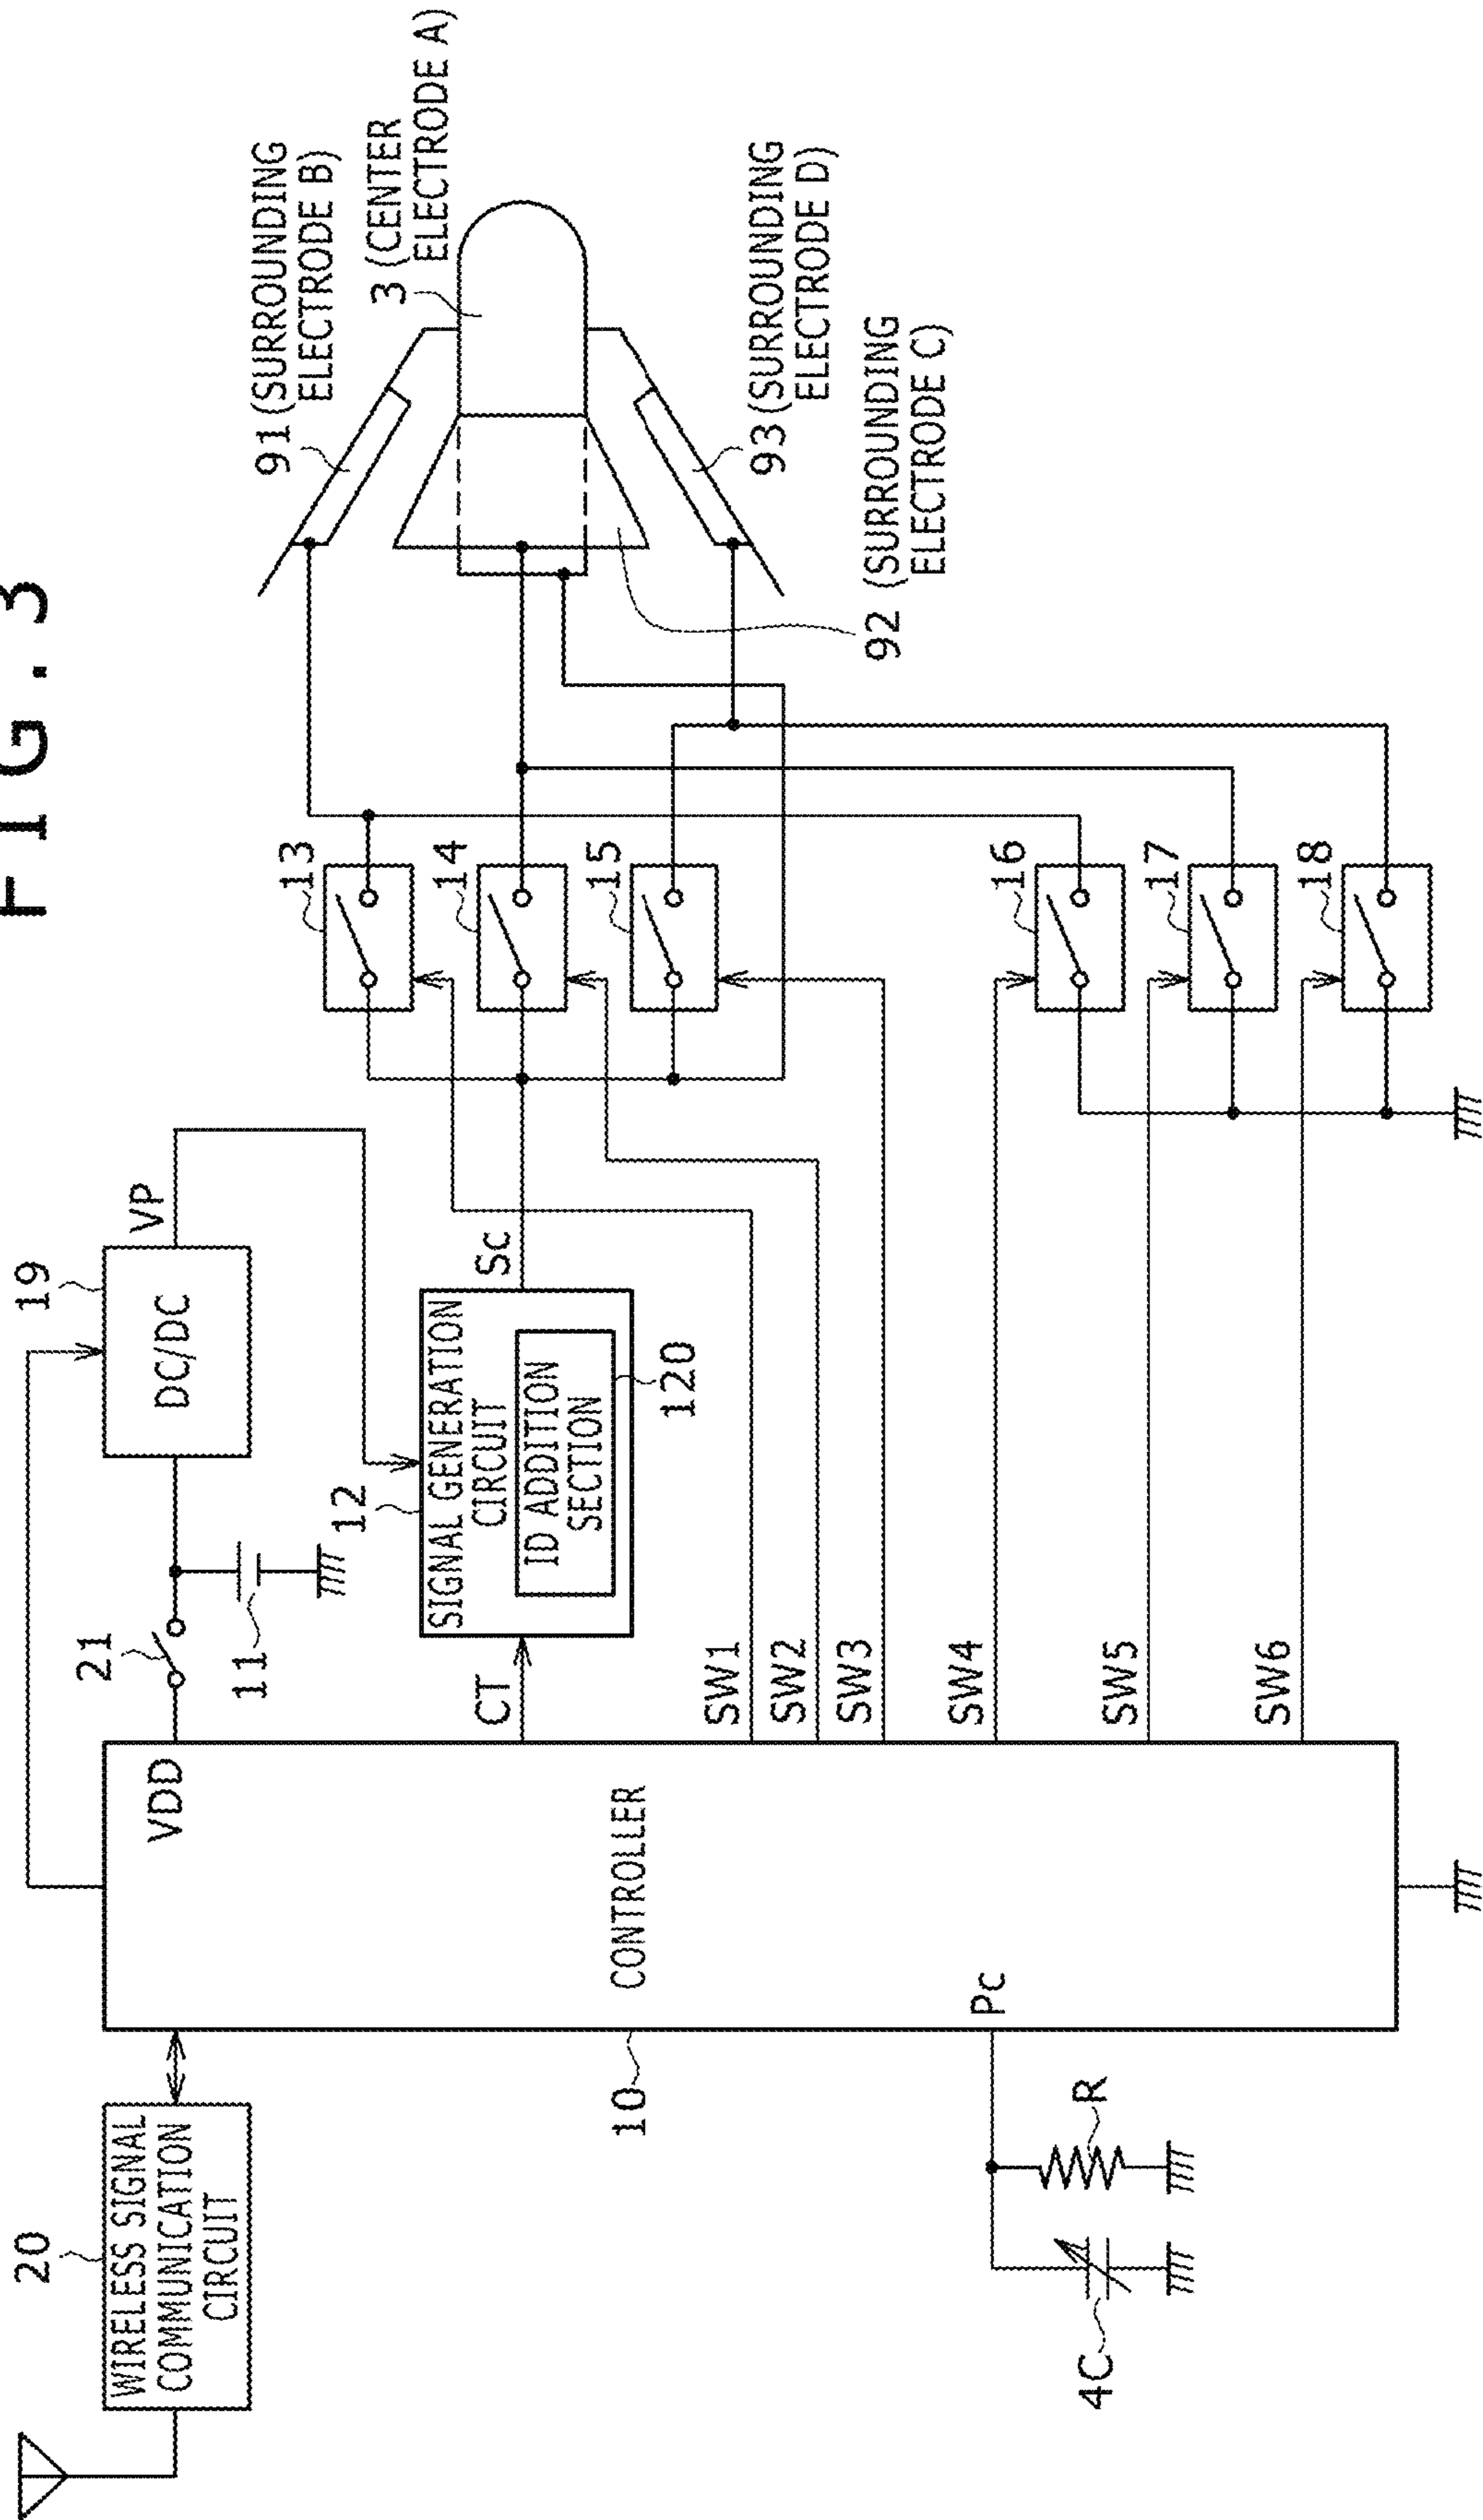 FIG.3
20
WIRELESS SIGNAL
COMMUNICATION
CIRCUIT
21
11
19
DC/DC
VP
VDD
CONTROLLER
10
Pc
R
4C
CT
12
SIGNAL GENERATION
CIRCUIT
ID ADDITION
SECTION
120
Sc
SW1
SW2
SW3
SW4
SW5
SW6
13
14
15
16
17
18
91 (SURROUNDING
ELECTRODE B)
3 (CENTER
ELECTRODE A)
93 (SURROUNDING
ELECTRODE D)
92 (SURROUNDING
ELECTRODE C)